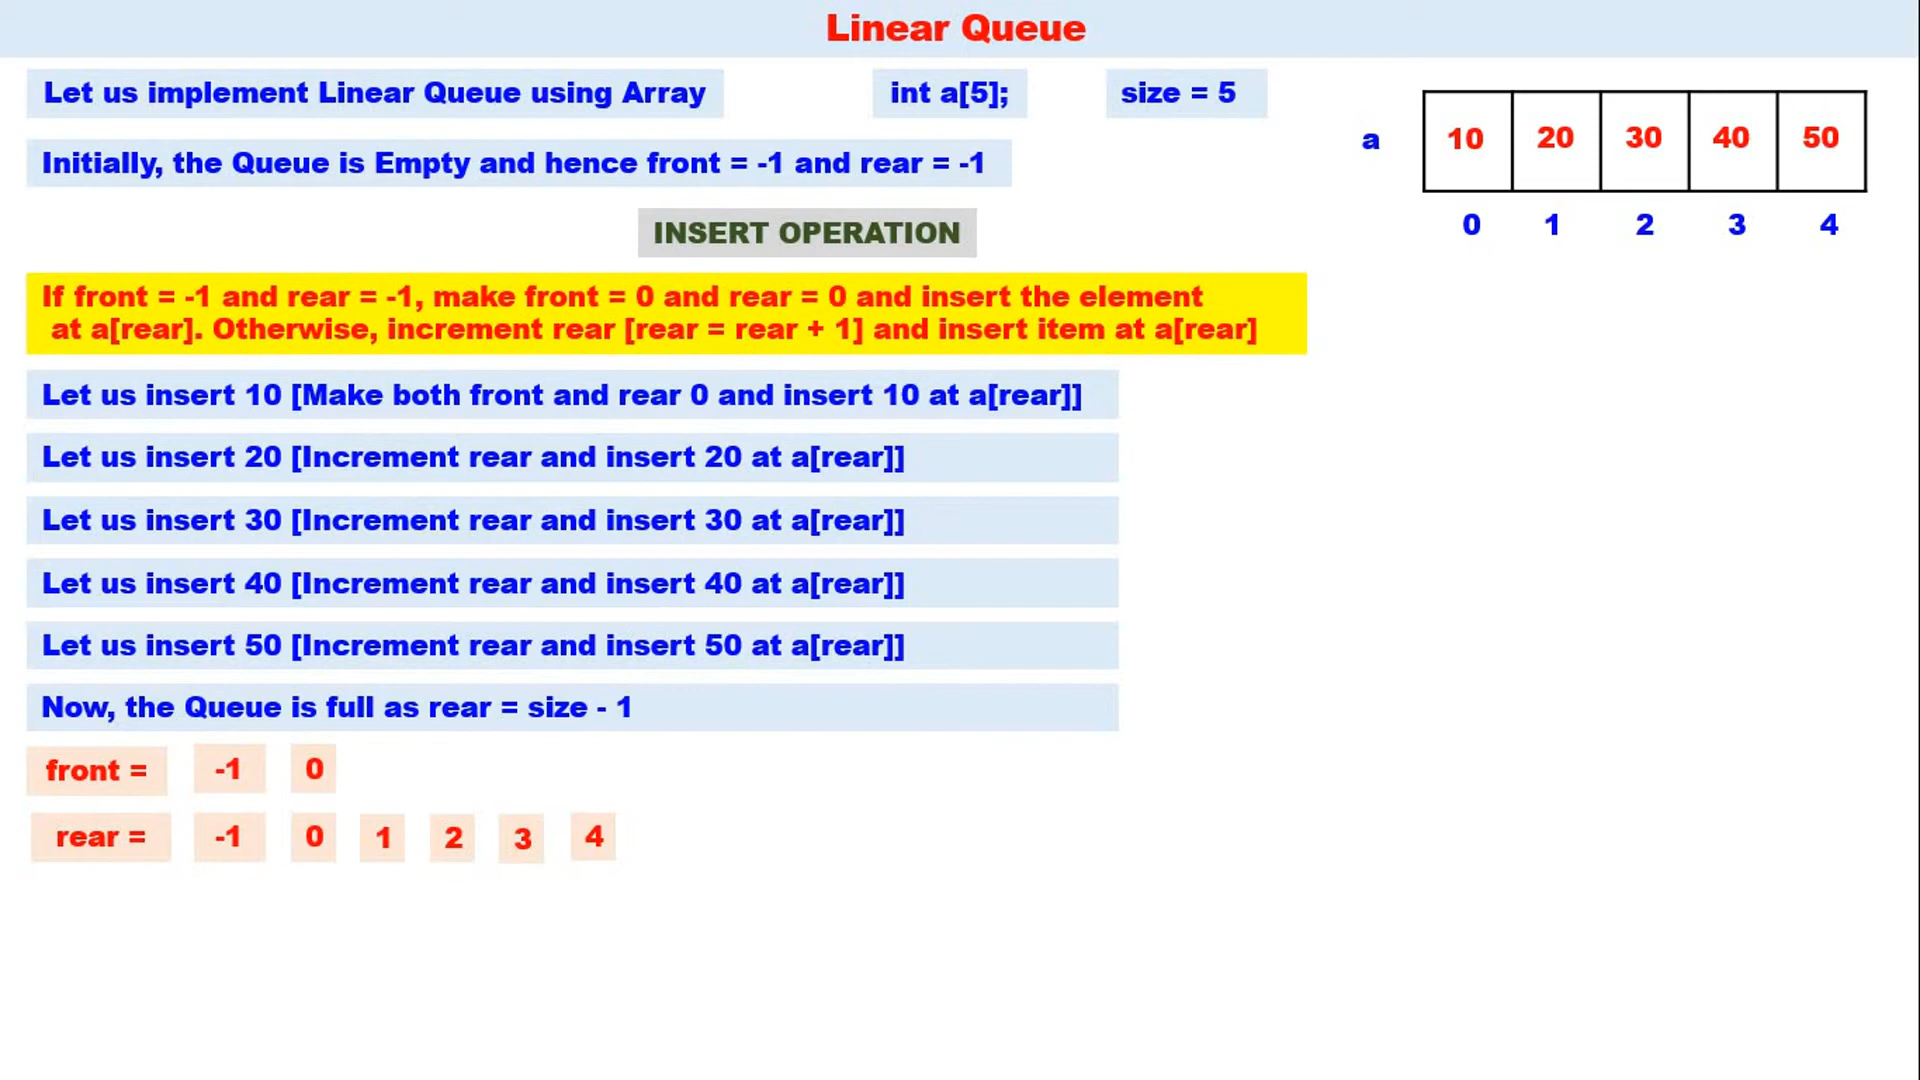 Linear Queue
Let us implement Linear Queue using Array
int a[5];
size = 5
Initially, the Queue is Empty and hence front = -1 and rear = -1
a
10 20 30 40 50
0 1 2 3 4
INSERT OPERATION
If front = -1 and rear = -1, make front = 0 and rear = 0 and insert the element
at a[rear]. Otherwise, increment rear [rear = rear + 1] and insert item at a[rear]
Let us insert 10 [Make both front and rear 0 and insert 10 at a[rear]]
Let us insert 20 [Increment rear and insert 20 at a[rear]]
Let us insert 30 [Increment rear and insert 30 at a[rear]]
Let us insert 40 [Increment rear and insert 40 at a[rear]]
Let us insert 50 [Increment rear and insert 50 at a[rear]]
Now, the Queue is full as rear = size - 1
front = -1 0
rear = -1 0 1 2 3 4